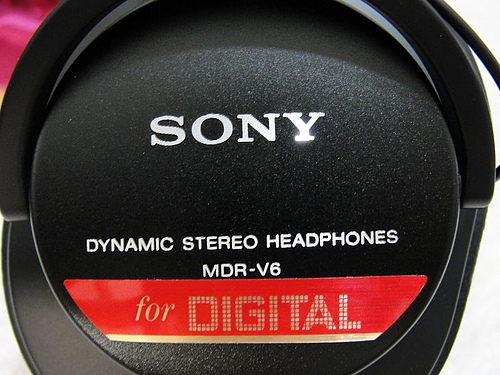 SONY
DYNAMIC STEREO HEADPHONES
MDR-V6
for DIGITAL